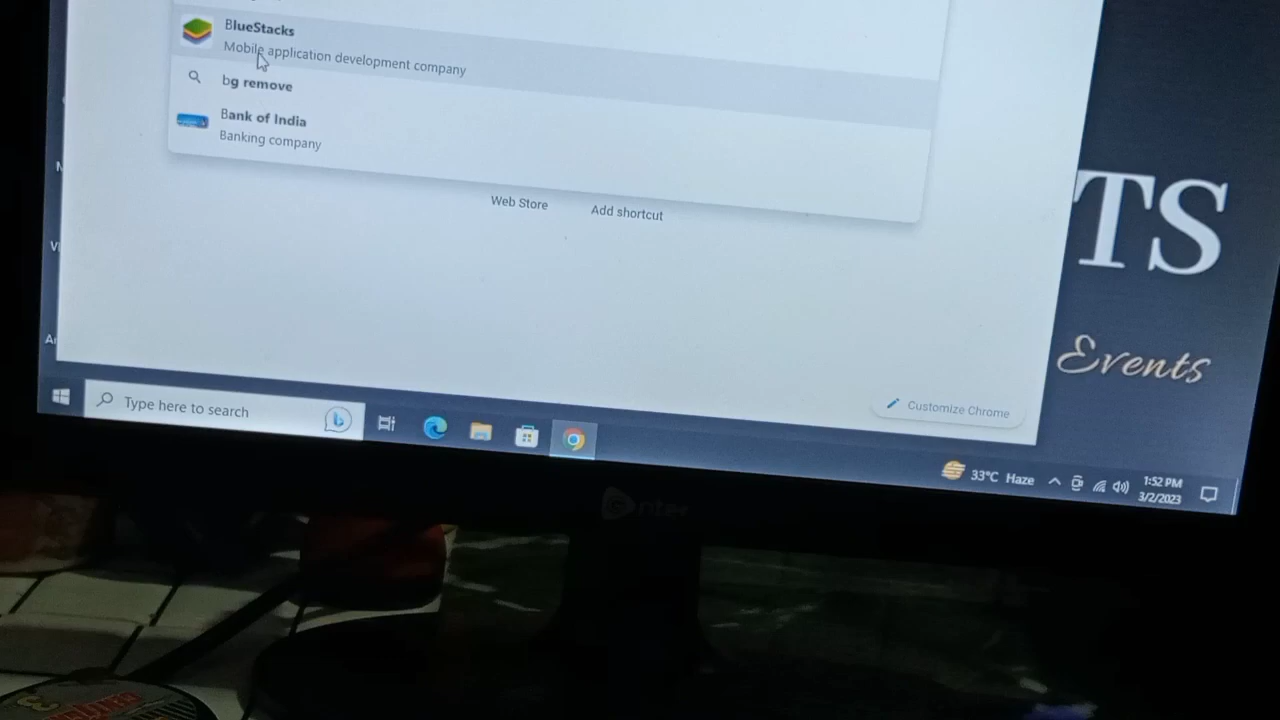 BlueStacks
Mobile application development company
bg remove
Bank of India
Banking company
Web Store
Add shortcut
TS
Events
Customize Chrome
Type here to search
33°C Haze
1:52 PM
3/2/2023